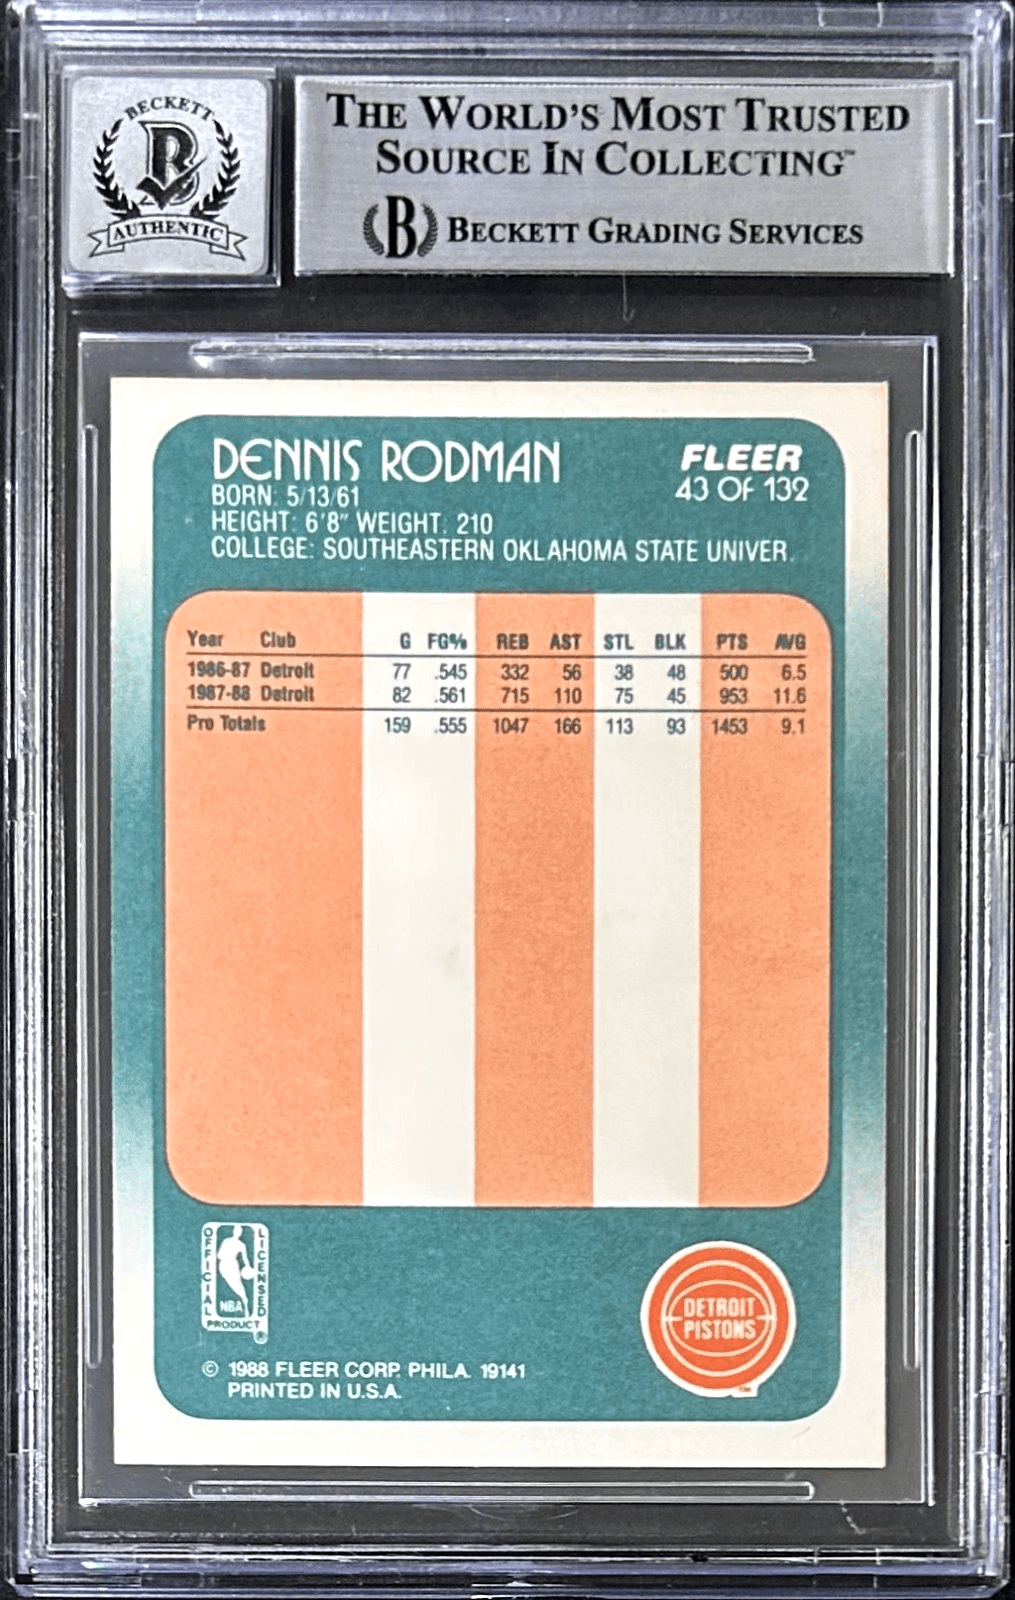 BECKETT
B
AUTHENTIC
THE WORLD'S MOST TRUSTED
SOURCE IN COLLECTING™
B BECKETT GRADING SERVICES
DENNIS RODMAN
BORN: 5/13/61
HEIGHT: 6'8" WEIGHT: 210
COLLEGE: SOUTHEASTERN OKLAHOMA STATE UNIVER.
FLEER
43 OF 132
Year Club G FG% REB AST STL BLK PTS AVG
1986-87 Detroit 77 .545 332 56 38 48 500 6.5
1987-88 Detroit 82 .561 715 110 75 45 953 11.6
Pro Totals 159 .555 1047 166 113 93 1453 9.1
OFFICIAL
LICENSED
NBA
PRODUCT
®
DETROIT
PISTONS
TM
© 1988 FLEER CORP. PHILA. 19141
PRINTED IN U.S.A.